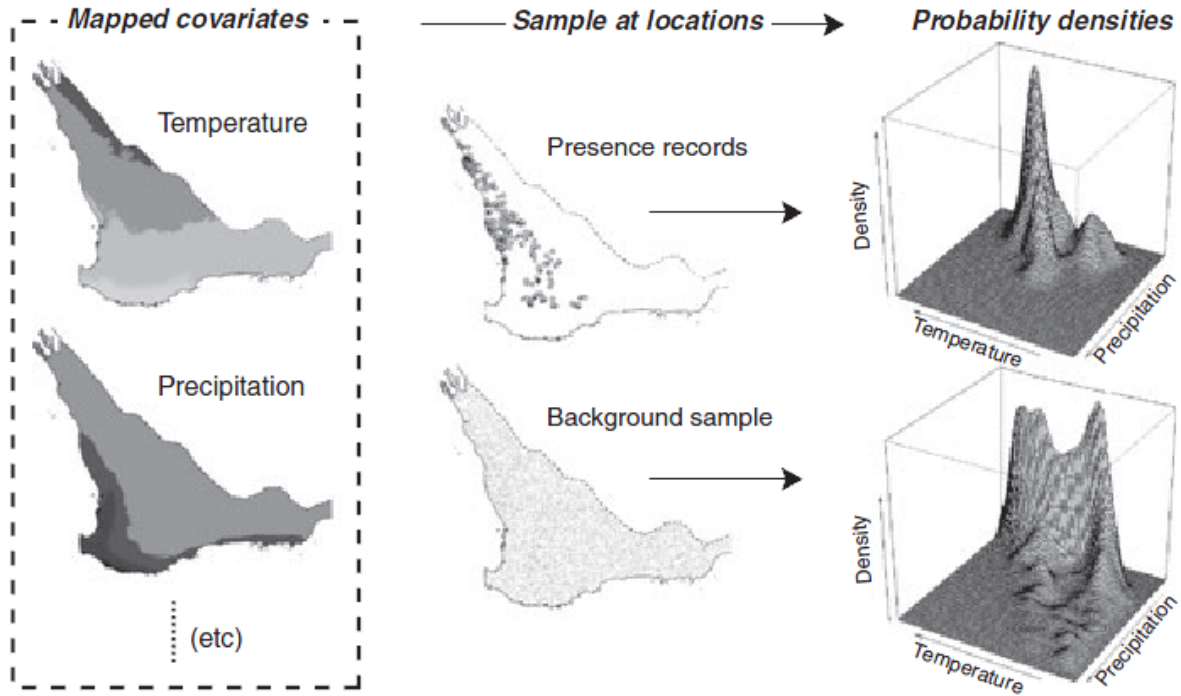 Mapped covariates
Sample at locations
Probability densities
Temperature
Presence records
Density
Temperature
Precipitation
Precipitation
Background sample
Density
Temperature
Precipitation
(etc)